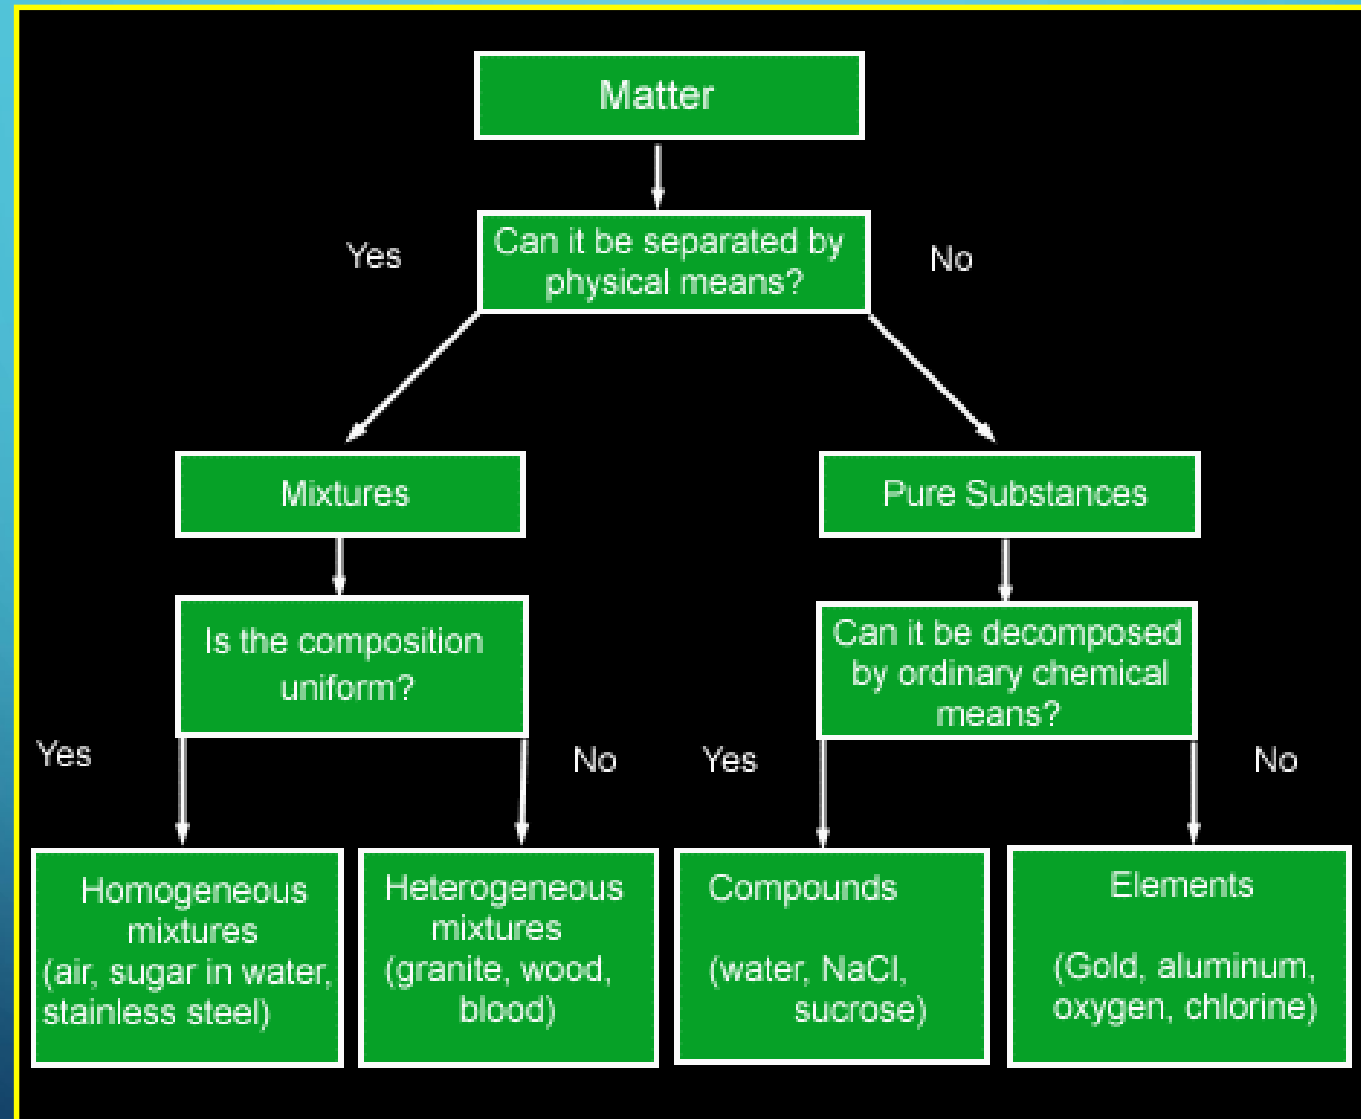 Matter
Yes
Can it be separated by
physical means?
No
Mixtures
Pure Substances
Is the composition
uniform?
Can it be decomposed
by ordinary chemical
means?
Yes
No
Yes
No
Homogeneous
mixtures
(air, sugar in water,
stainless steel)
Heterogeneous
mixtures
(granite, wood,
blood)
Compounds
(water, NaCl,
sucrose)
Elements
(Gold, aluminum,
oxygen, chlorine)